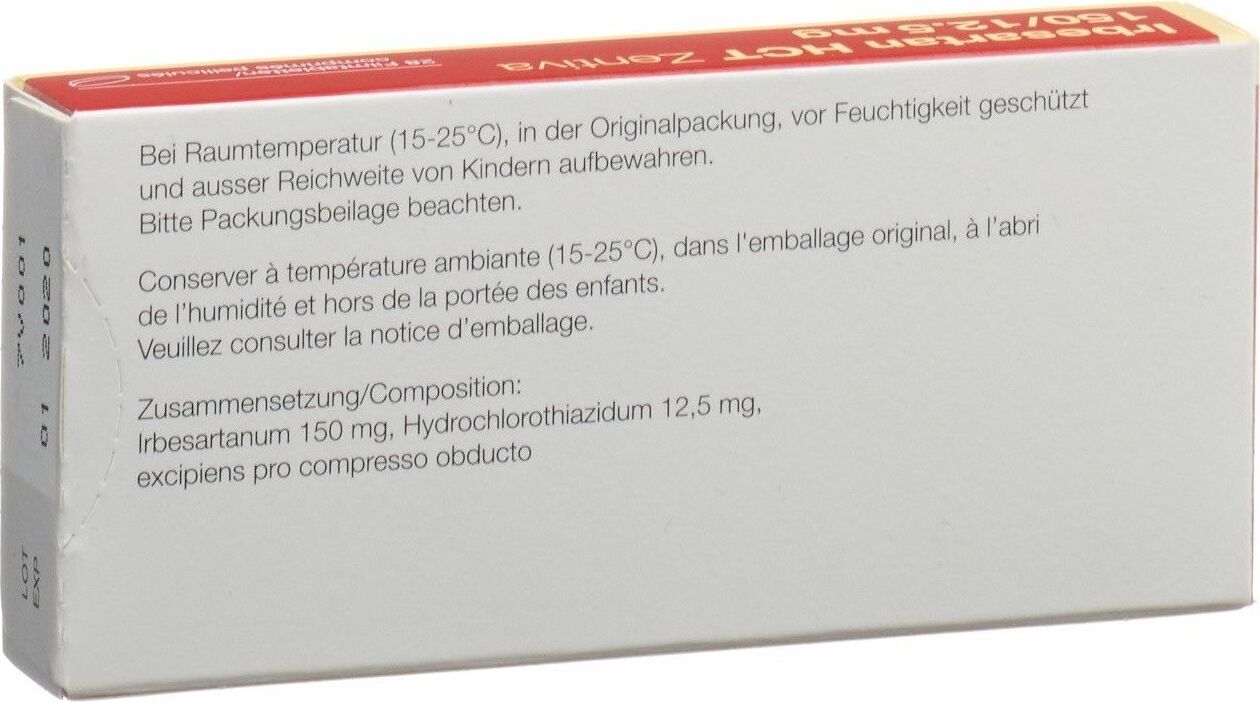 Irbesartan HCT Zentiva
150/12.5 mg
28 Filmtabletten/
comprimés pelliculés
Bei Raumtemperatur (15-25°C), in der Originalpackung, vor Feuchtigkeit geschützt
und ausser Reichweite von Kindern aufbewahren.
Bitte Packungsbeilage beachten.
Conserver à température ambiante (15-25°C), dans l'emballage original, à l’abri
de l’humidité et hors de la portée des enfants.
Veuillez consulter la notice d’emballage.
Zusammensetzung/Composition:
Irbesartanum 150 mg, Hydrochlorothiazidum 12,5 mg,
excipiens pro compresso obducto
LOT
EXP 10 2020